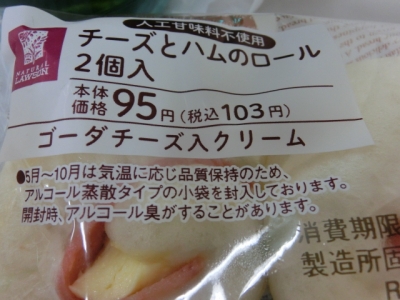 人工甘味料不使用
NATURAL LAWSON
チーズとハムのロール
2個入
本体価格95円(税込103円)
ゴーダチーズ入クリーム
●5月～10月は気温に応じ品質保持のため、
アルコール蒸散タイプの小袋を封入しております。
開封時、アルコール臭がすることがあります。
消費期限
製造所固